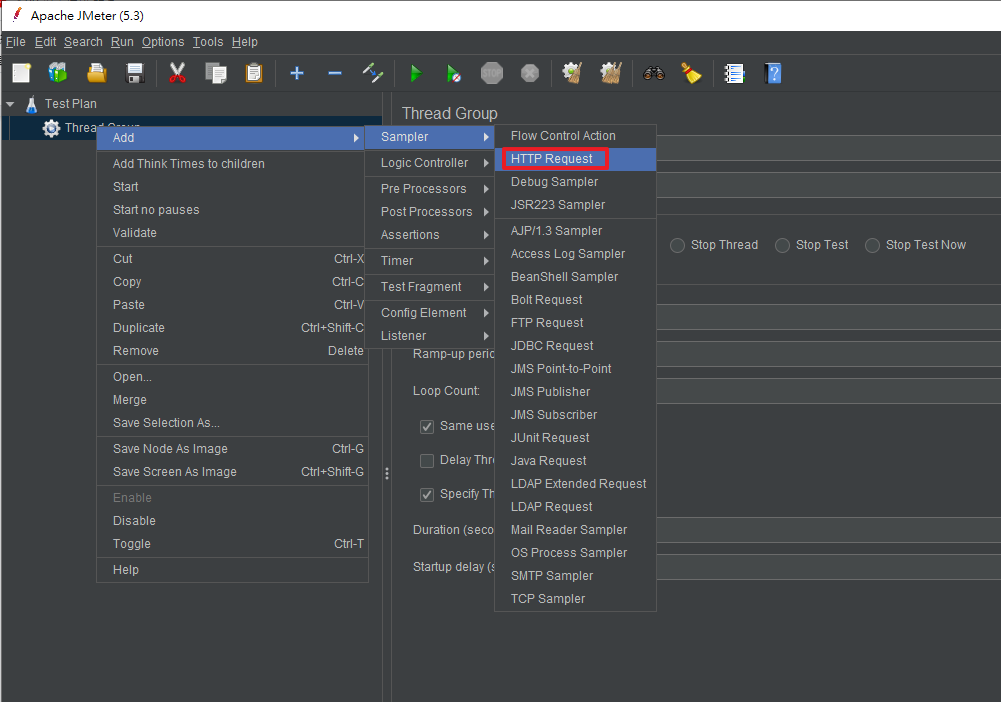 Apache JMeter (5.3)
File Edit Search Run Options Tools Help
STOP
Test Plan
Thread Group
Add
Add Think Times to children
Start
Start no pauses
Validate
Cut Ctrl-X
Copy Ctrl-C
Paste Ctrl-V
Duplicate Ctrl+Shift-C
Remove Delete
Open...
Merge
Save Selection As...
Save Node As Image Ctrl-G
Save Screen As Image Ctrl+Shift-G
Enable
Disable
Toggle Ctrl-T
Help
Sampler
Logic Controller
Pre Processors
Post Processors
Assertions
Timer
Test Fragment
Config Element
Listener
Flow Control Action
HTTP Request
Debug Sampler
JSR223 Sampler
AJP/1.3 Sampler
Access Log Sampler
BeanShell Sampler
Bolt Request
FTP Request
JDBC Request
JMS Point-to-Point
JMS Publisher
JMS Subscriber
JUnit Request
Java Request
LDAP Extended Request
LDAP Request
Mail Reader Sampler
OS Process Sampler
SMTP Sampler
TCP Sampler
Thread Group
Stop Thread Stop Test Stop Test Now
Ramp-up
Loop Count:
Same
Delay
Specify
Duration
Startup delay